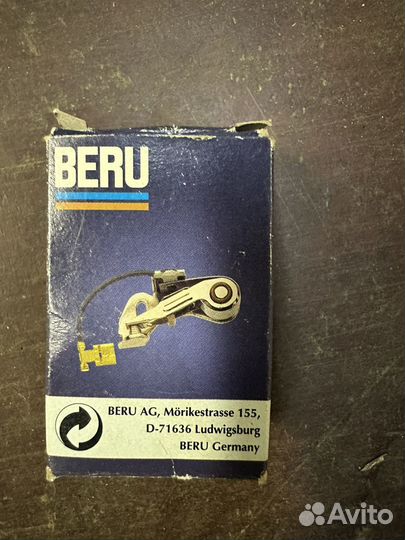 BERU
BERU AG, Mörikestrasse 155,
D-71636 Ludwigsburg
BERU Germany
Avito